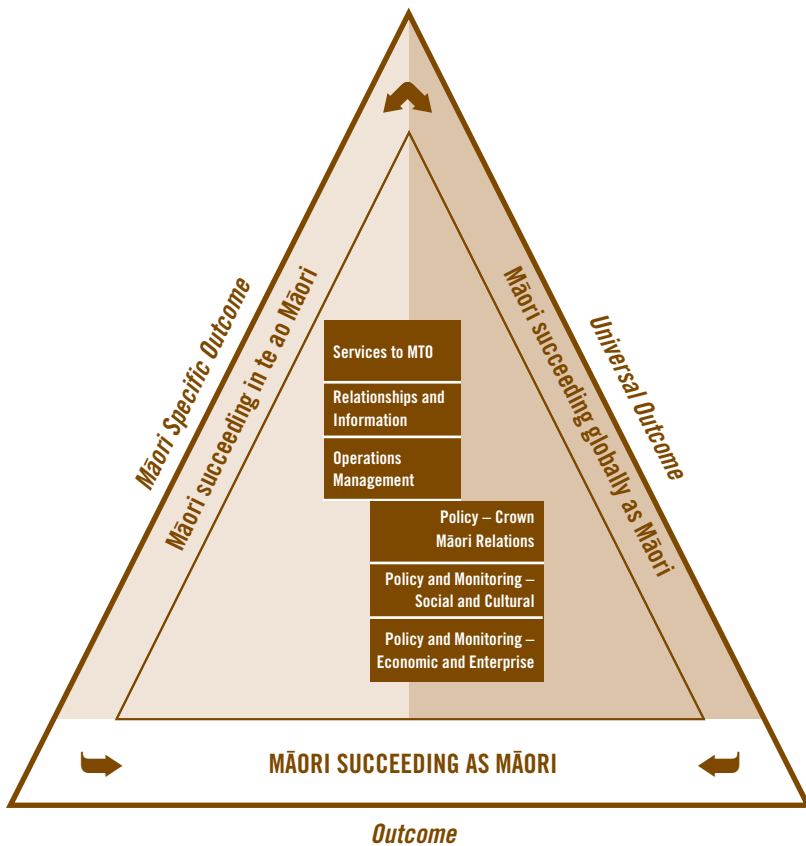 Māori Specific Outcome
Māori succeeding in te ao Māori
Māori succeeding globally as Māori
Universal Outcome
Services to MTO
Relationships and
Information
Operations
Management
Policy – Crown
Māori Relations
Policy and Monitoring –
Social and Cultural
Policy and Monitoring –
Economic and Enterprise
MĀORI SUCCEEDING AS MĀORI
Outcome